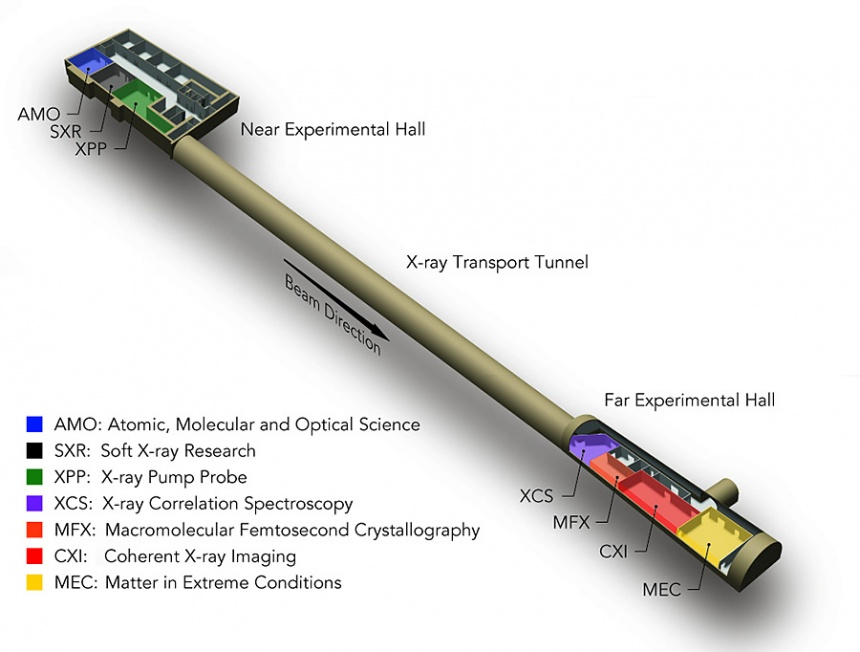 AMO
SXR
XPP
Near Experimental Hall
X-ray Transport Tunnel
Beam Direction
Far Experimental Hall
XCS
MFX
CXI
MEC
AMO: Atomic, Molecular and Optical Science
SXR: Soft X-ray Research
XPP: X-ray Pump Probe
XCS: X-ray Correlation Spectroscopy
MFX: Macromolecular Femtosecond Crystallography
CXI: Coherent X-ray Imaging
MEC: Matter in Extreme Conditions